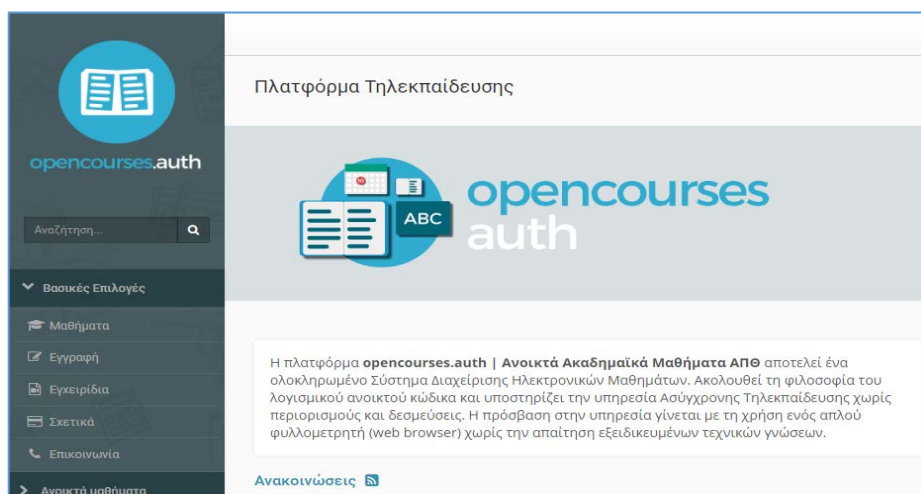 opencourses.auth
Αναζήτηση...
Βασικές Επιλογές
Μαθήματα
Εγγραφή
Εγχειρίδια
Σχετικά
Επικοινωνία
Ανοικτά μαθήματα
Πλατφόρμα Τηλεκπαίδευσης
10
ABC
opencourses
auth
Η πλατφόρμα opencourses.auth | Ανοικτά Ακαδημαϊκά Μαθήματα ΑΠΘ αποτελεί ένα
ολοκληρωμένο Σύστημα Διαχείρισης Ηλεκτρονικών Μαθημάτων. Ακολουθεί τη φιλοσοφία του
λογισμικού ανοικτού κώδικα και υποστηρίζει την υπηρεσία Ασύγχρονης Τηλεκπαίδευσης χωρίς
περιορισμούς και δεσμεύσεις. Η πρόσβαση στην υπηρεσία γίνεται με τη χρήση ενός απλού
φυλλομετρητή (web browser) χωρίς την απαίτηση εξειδικευμένων τεχνικών γνώσεων.
Ανακοινώσεις